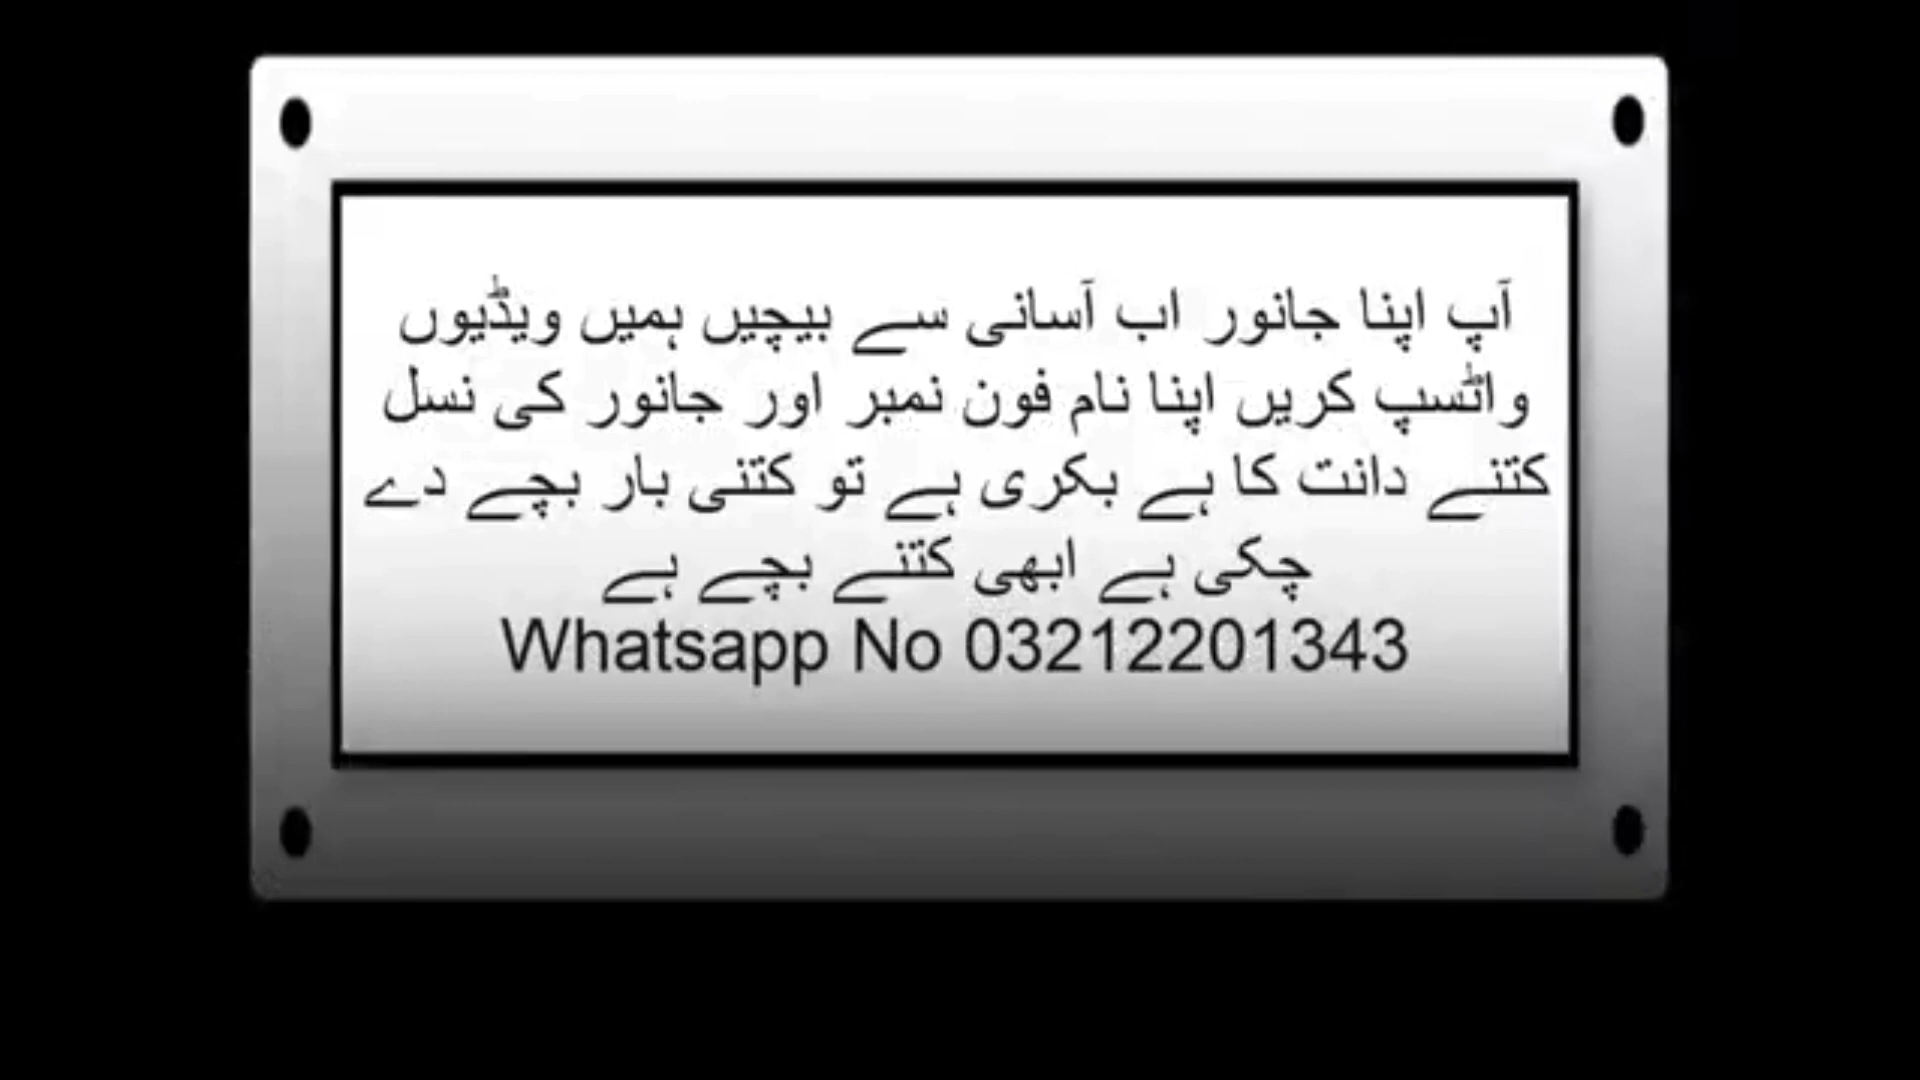 آپ اپنا جانور اب آسانی سے بیچیں ہمیں ویڈیوں
واٹسپ کریں اپنا نام فون نمبر اور جانور کی نسل
کتنے دانت کا ہے بکری ہے تو کتنی بار بچے دے
چکی ہے ابھی کتنے بچے ہے
Whatsapp No 03212201343